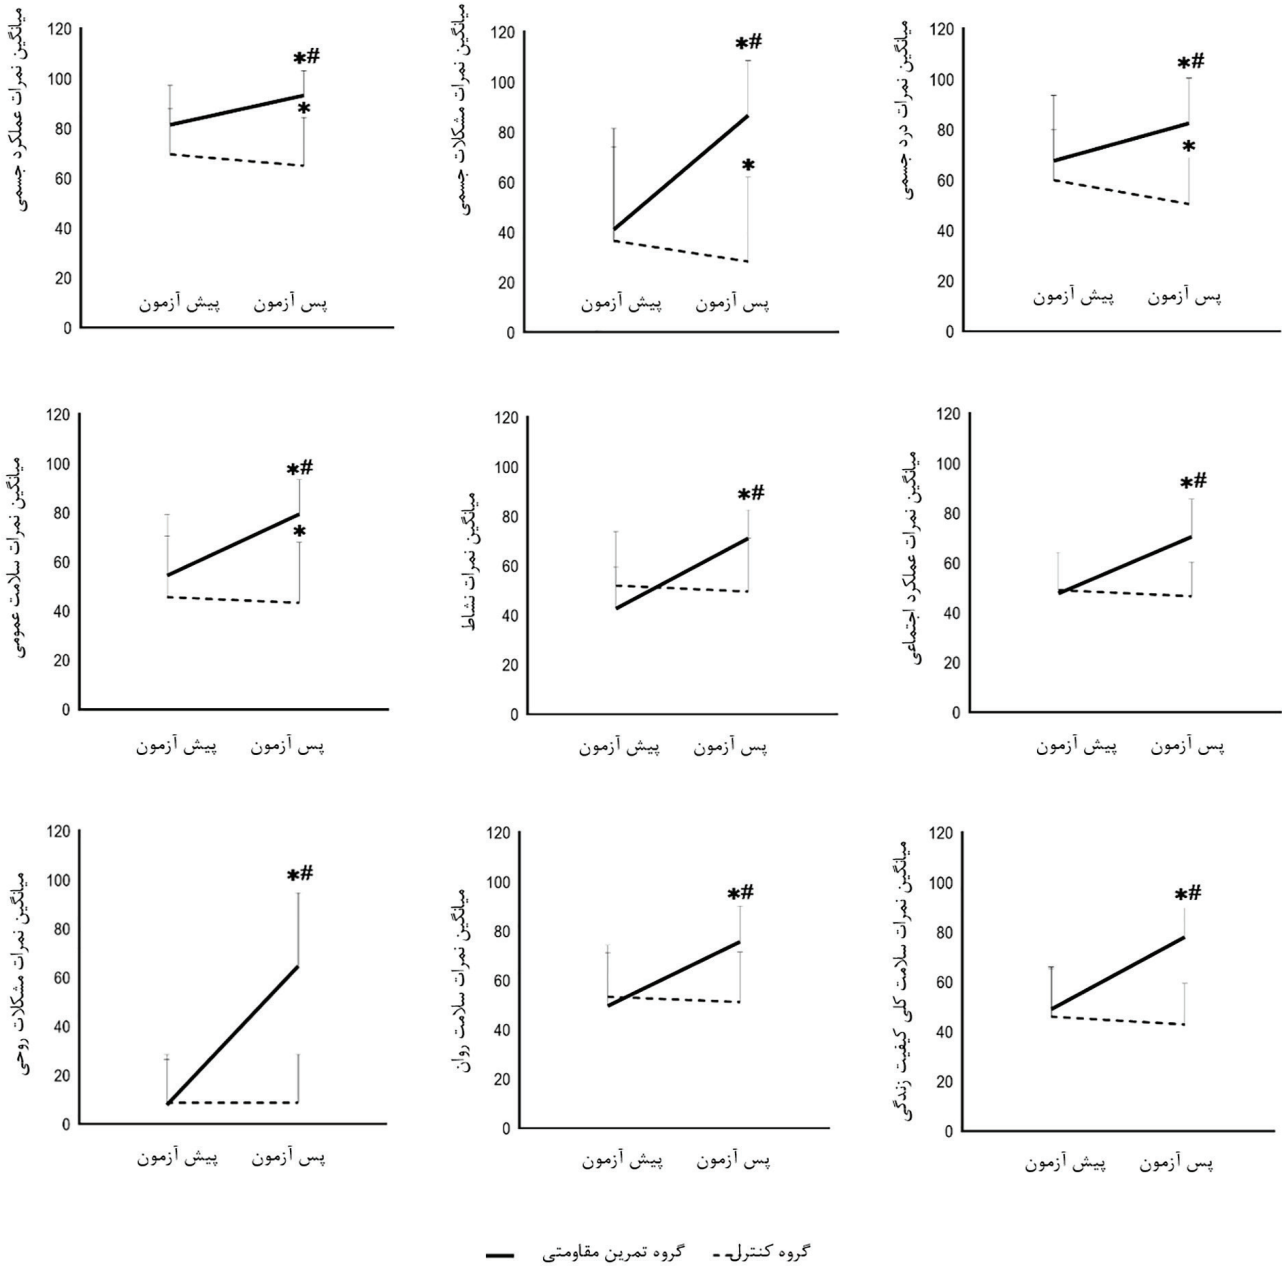 میانگین نمرات عملکرد جسمی
120
100
80
60
40
20
0
*#
*
پیش آزمون
پس آزمون
میانگین نمرات مشکلات جسمی
120
100
80
60
40
20
0
*#
*
پیش آزمون
پس آزمون
میانگین نمرات درد جسمی
120
100
80
60
40
20
0
*#
*
پیش آزمون
پس آزمون
میانگین نمرات سلامت عمومی
120
100
80
60
40
20
0
*#
*
پیش آزمون
پس آزمون
میانگین نمرات نشاط
120
100
80
60
40
20
0
*#
پیش آزمون
پس آزمون
میانگین نمرات عملکرد اجتماعی
120
100
80
60
40
20
0
*#
پیش آزمون
پس آزمون
میانگین نمرات مشکلات روحی
120
100
80
60
40
20
0
*#
پیش آزمون
پس آزمون
میانگین نمرات سلامت روان
120
100
80
60
40
20
0
*#
پیش آزمون
پس آزمون
میانگین نمرات سلامت کلی کیفیت زندگی
120
100
80
60
40
20
0
*#
پیش آزمون
پس آزمون
گروه تمرین مقاومتی
گروه کنترل